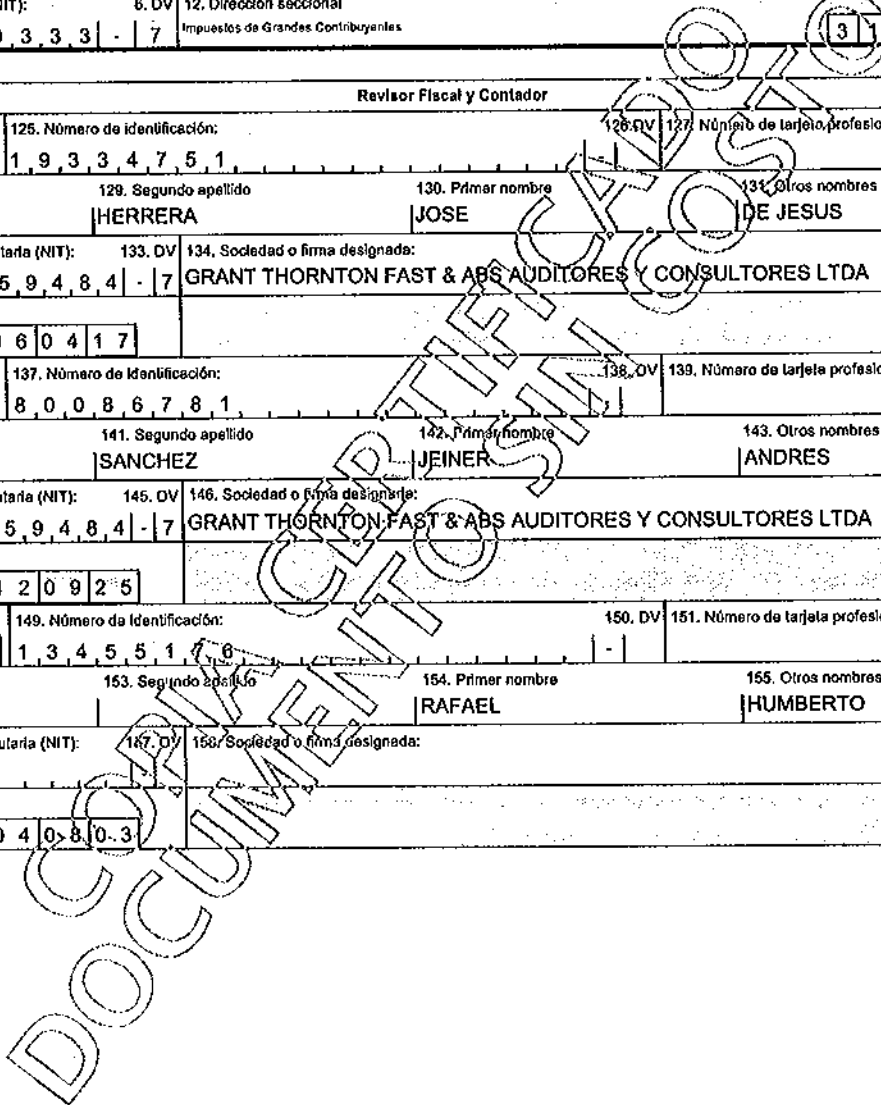 NIT): 6. DV 12. Dirección seccional
3 3 3 - 7 Impuestos de Grandes Contribuyentes 3 1
Revisor Fiscal y Contador
125. Número de identificación: 126. DV 127. Número de tarjeta profesio
1 9 3 3 4 7 5 1
129. Segundo apellido 130. Primer nombre 131. Otros nombres
HERRERA JOSE DE JESUS
taria (NIT): 133. DV 134. Sociedad o firma designada:
5 9 4 8 4 - 7 GRANT THORNTON FAST & ABS AUDITORES Y CONSULTORES LTDA
6 0 4 1 7
137. Número de Identificación: 138. DV 139. Número de tarjeta profesio
8 0 0 8 6 7 8 1
141. Segundo apellido 142. Primer nombre 143. Otros nombres
SANCHEZ JEINER ANDRES
taria (NIT): 145. DV 146. Sociedad o firma designada:
5 9 4 8 4 - 7 GRANT THORNTON FAST & ABS AUDITORES Y CONSULTORES LTDA
2 0 9 2 5
149. Número de Identificación: 150. DV 151. Número de tarjeta profesio
1 3 4 5 5 1 7 6 -
153. Segundo apellido 154. Primer nombre 155. Otros nombres
RAFAEL HUMBERTO
utaria (NIT): 157. DV 158. Sociedad o firma designada:
4 0 8 0 3
COPIA CERTIFICADO
DOCUMENTO SIN COSTO